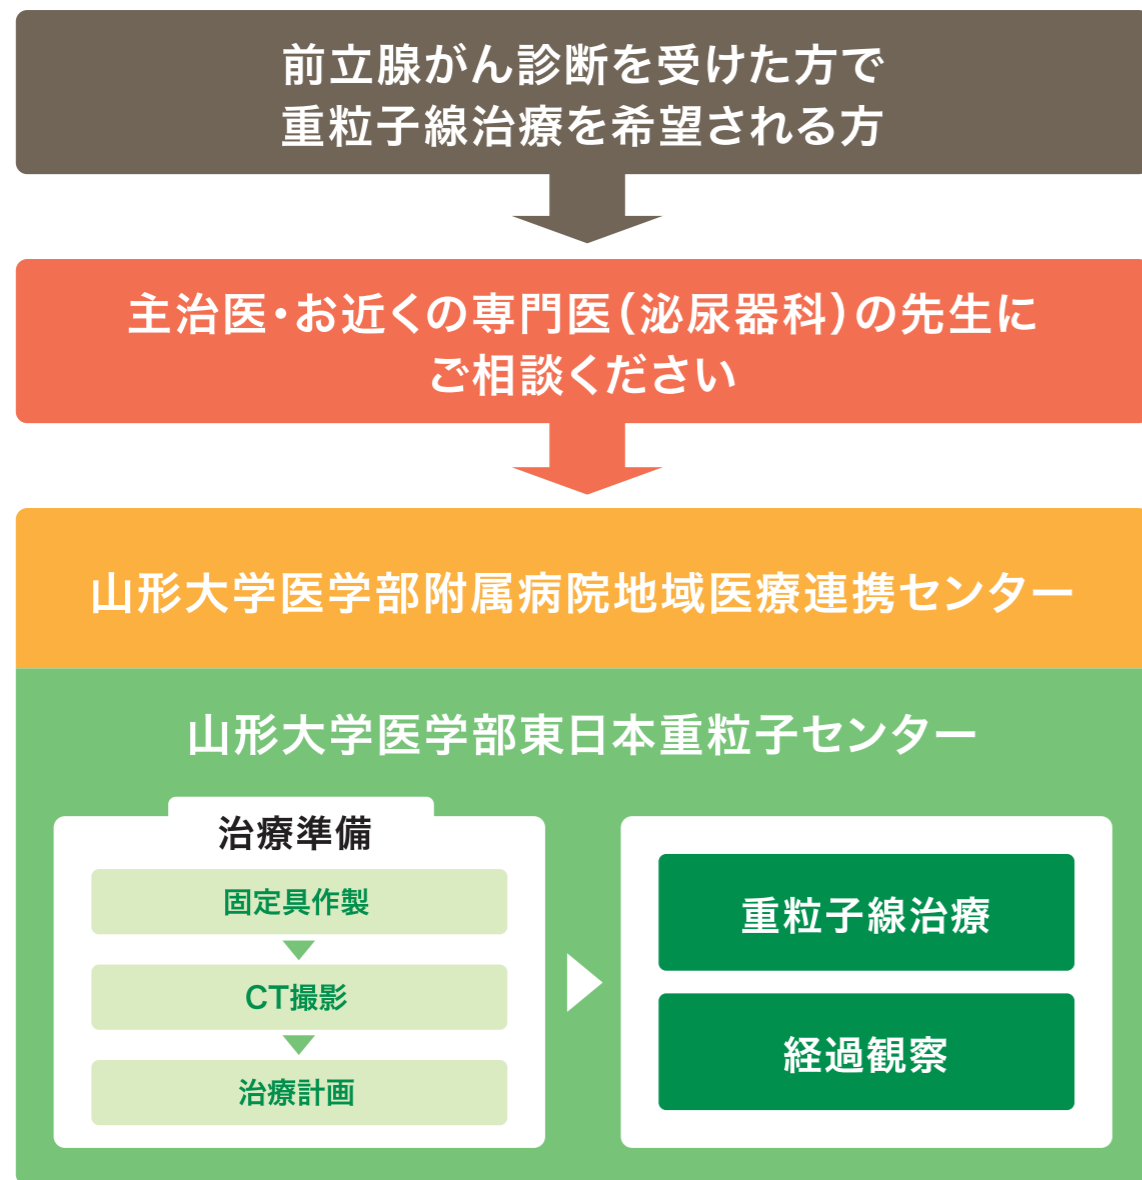 前立腺がん診断を受けた方で
重粒子線治療を希望される方
主治医・お近くの専門医(泌尿器科)の先生に
ご相談ください
山形大学医学部附属病院地域医療連携センター
山形大学医学部東日本重粒子センター
治療準備
固定具作製
CT撮影
治療計画
重粒子線治療
経過観察